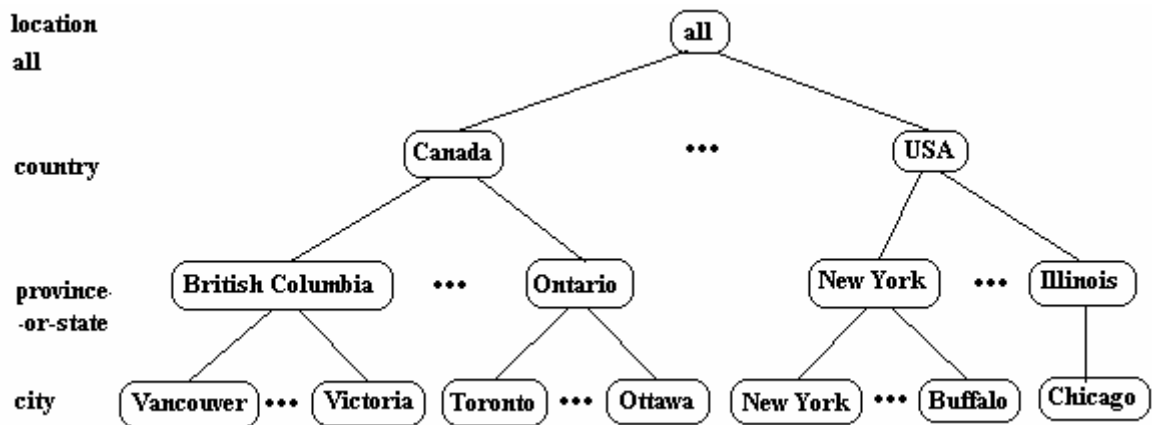 location
all
all
country
Canada
•••
USA
province-
-or-state
British Columbia
•••
Ontario
New York
•••
Illinois
city
Vancouver
•••
Victoria
Toronto
•••
Ottawa
New York
•••
Buffalo
Chicago